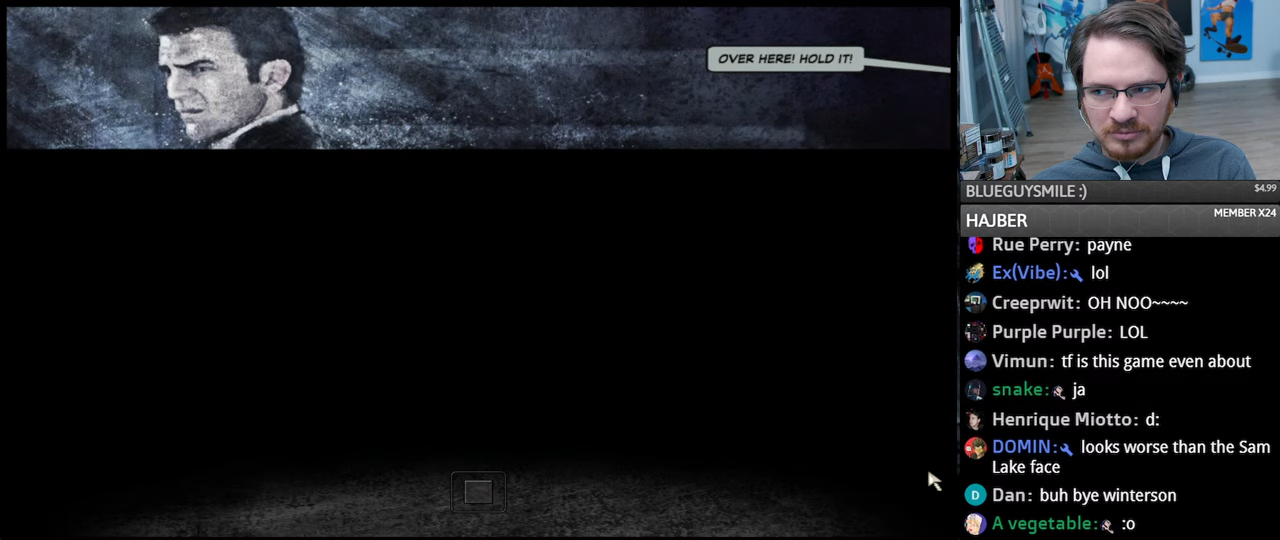 OVER HERE! HOLD IT!
BLUEGUYSMILE :)
$4.99
HAJBER
MEMBER X24
Rue Perry: payne
Ex(Vibe): lol
Creeprwit: OH NOO~~~~
Purple Purple: LOL
Vimun: tf is this game even about
snake: ja
Henrique Miotto: d:
DOMIN: looks worse than the Sam
Lake face
D
Dan: buh bye winterson
A vegetable: :o